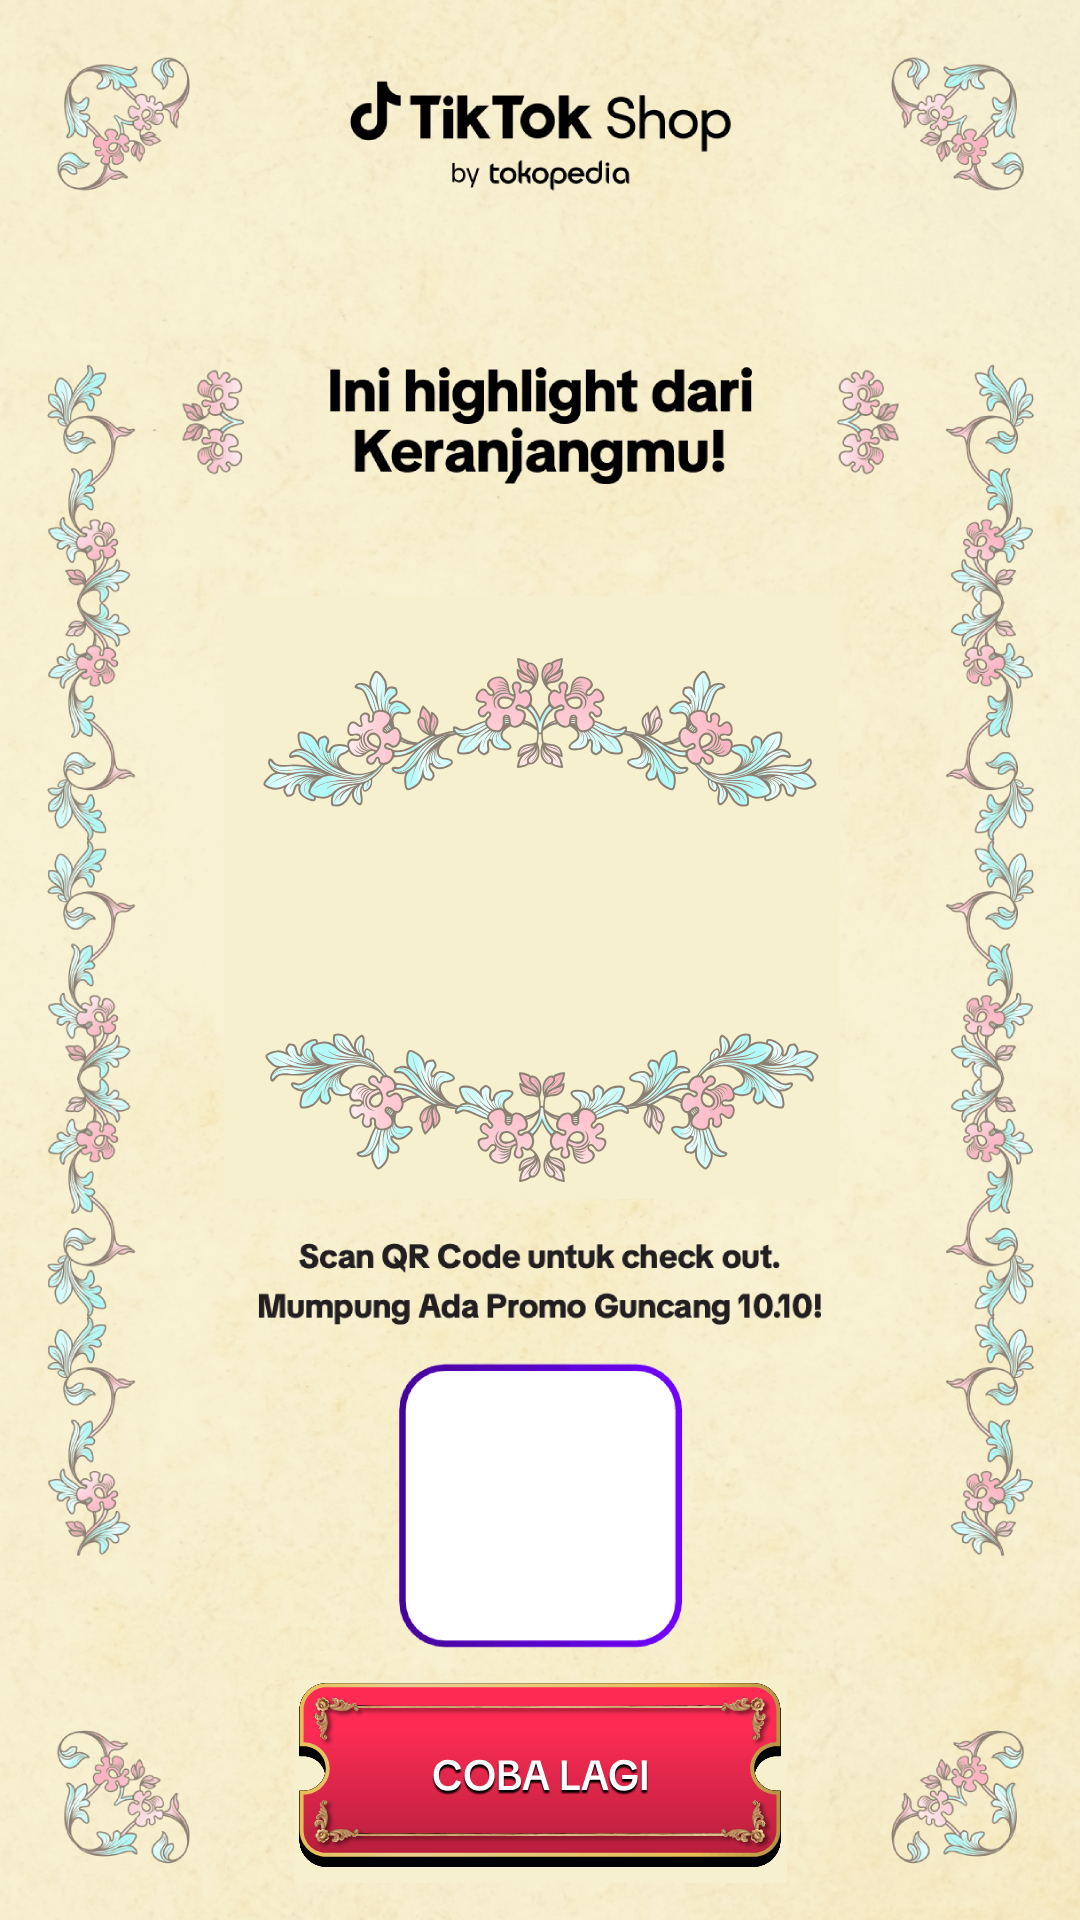 TikTok Shop
by tokopedia
Ini highlight dari
Keranjangmu!
Scan QR Code untuk check out.
Mumpung Ada Promo Guncang 10.10!
COBA LAGI